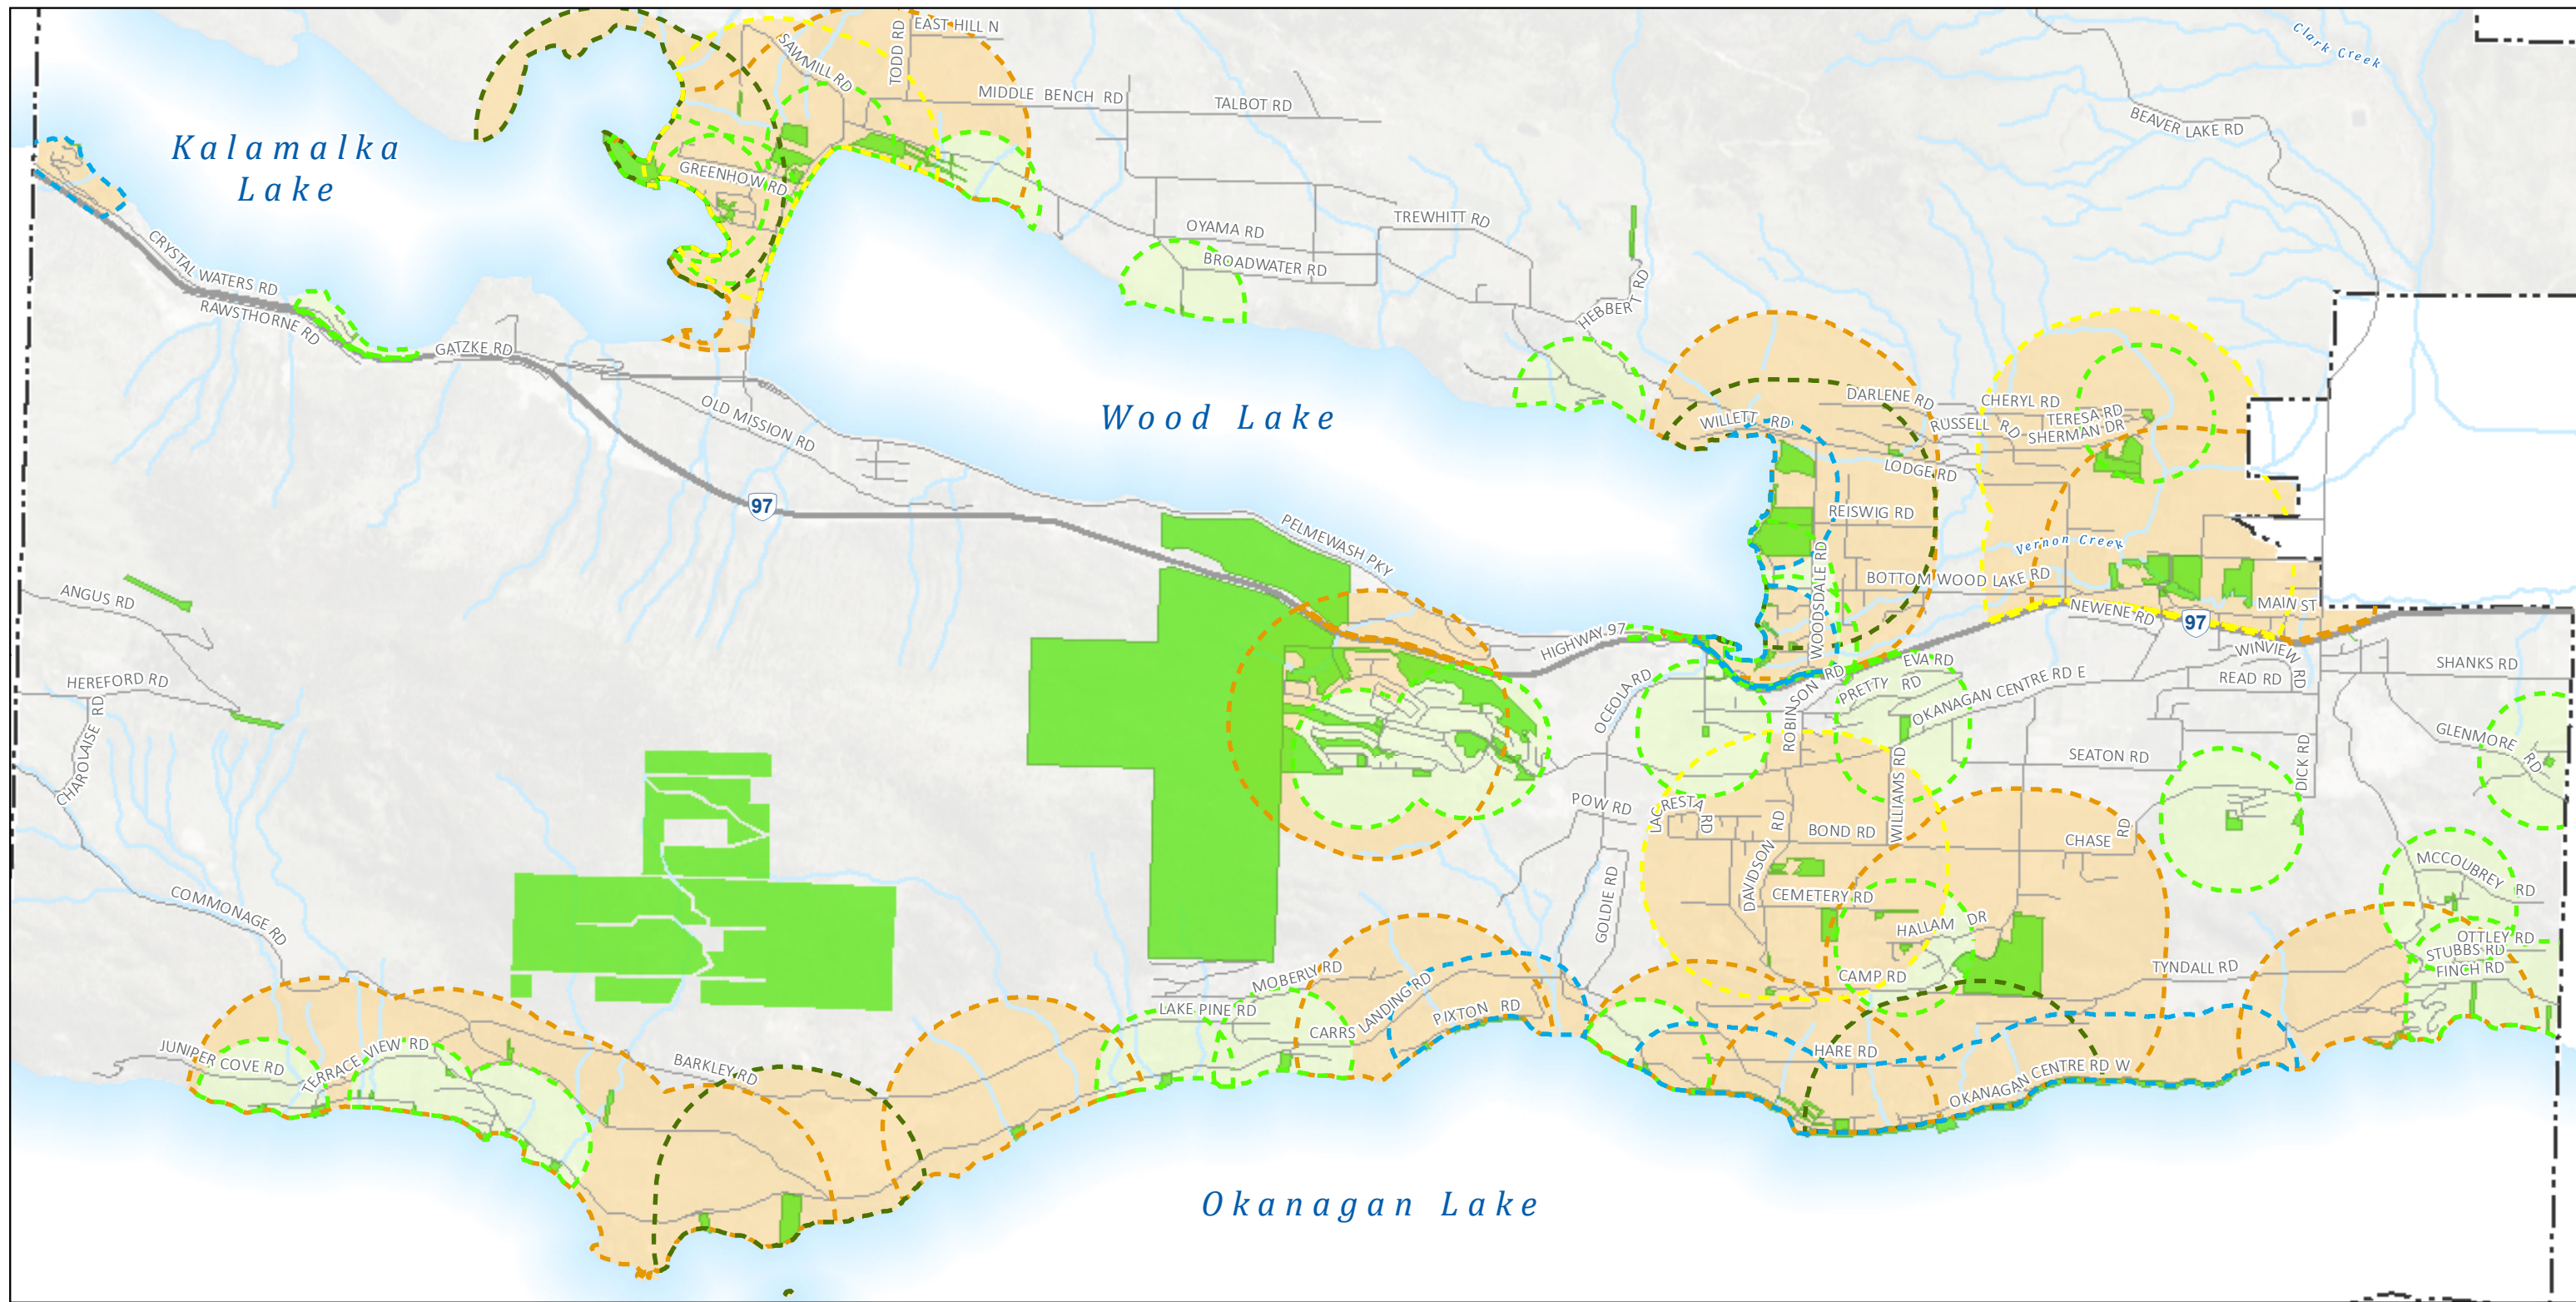 EAST HILL N
TODD RD
SAWMILL RD
Clark Creek
MIDDLE BENCH RD
TALBOT RD
BEAVER LAKE RD
Kalamalka
Lake
GREENHOW RD
TREWHITT RD
OYAMA RD
BROADWATER RD
CRYSTAL WATERS RD
RAWSTHORNE RD
HEBBERT RD
GATZKE RD
OLD MISSION RD
Wood Lake
WILLETT RD
DARLENE RD
CHERYL RD
TERESA RD
RUSSELL RD
SHERMAN DR
LODGE RD
97
REISWIG RD
PELMEWASH PKY
Vernon Creek
WOODSDALE RD
BOTTOM WOOD LAKE RD
ANGUS RD
NEWENE RD
MAIN ST
97
HIGHWAY 97
WINVIEW RD
EVA RD
SHANKS RD
HEREFORD RD
PRETTY RD
READ RD
OCEOLA RD
ROBINSON RD
OKANAGAN CENTRE RD E
CHAROLAISE RD
GLENMORE RD
SEATON RD
DICK RD
WILLIAMS RD
POW RD
LAC RESTA RD
BOND RD
CHASE RD
DAVIDSON RD
MCCOUBREY RD
CEMETERY RD
GOLDIE RD
COMMONAGE RD
HALLAM DR
OTTLEY RD
STUBBS RD
FINCH RD
MOBERLY RD
CAMP RD
TYNDALL RD
LAKE PINE RD
CARRS LANDING RD
PIXTON RD
JUNIPER COVE RD
TERRACE VIEW RD
BARKLEY RD
HARE RD
OKANAGAN CENTRE RD W
Okanagan Lake